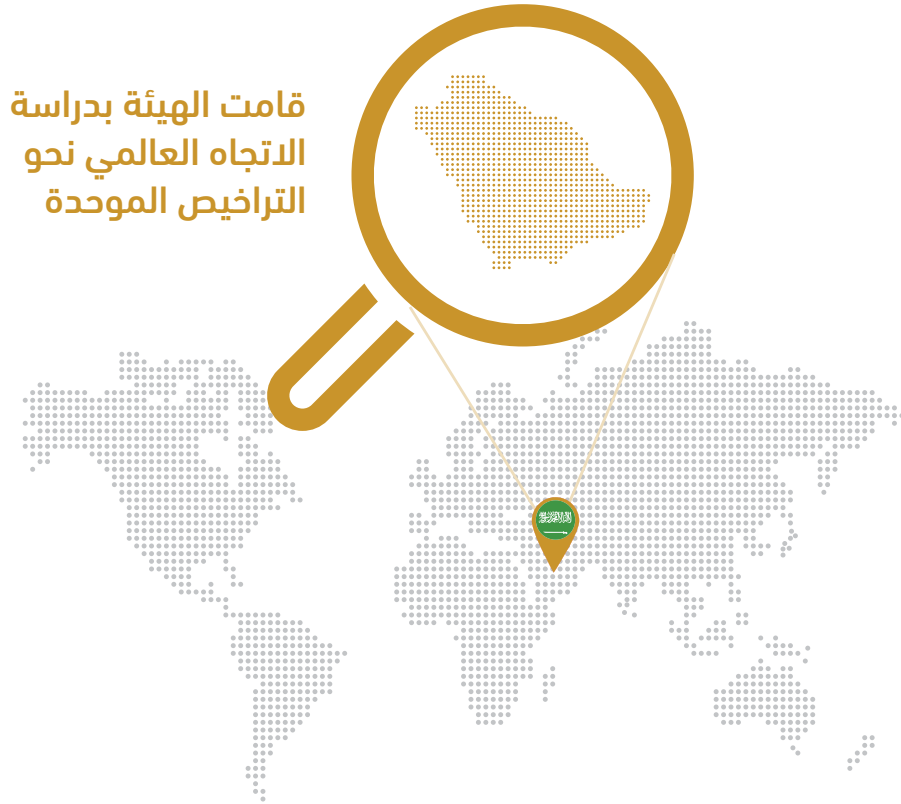 قامت الهيئة بدراسة
الاتجاه العالمي نحو
التراخيص الموحدة